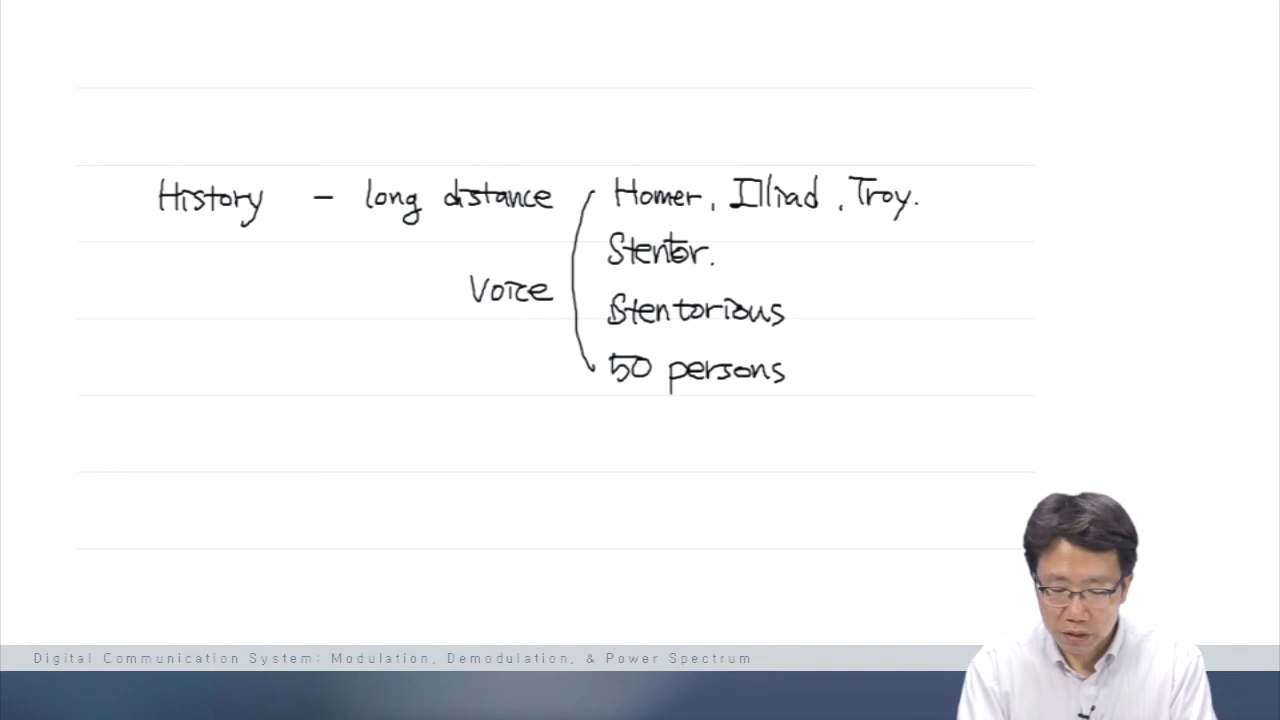 History - long distance Homer, Illiad, Troy.
Stentor.
Voice
Stentorious
50 persons
Digital Communication System: Modulation, Demodulation, & Power Spectrum